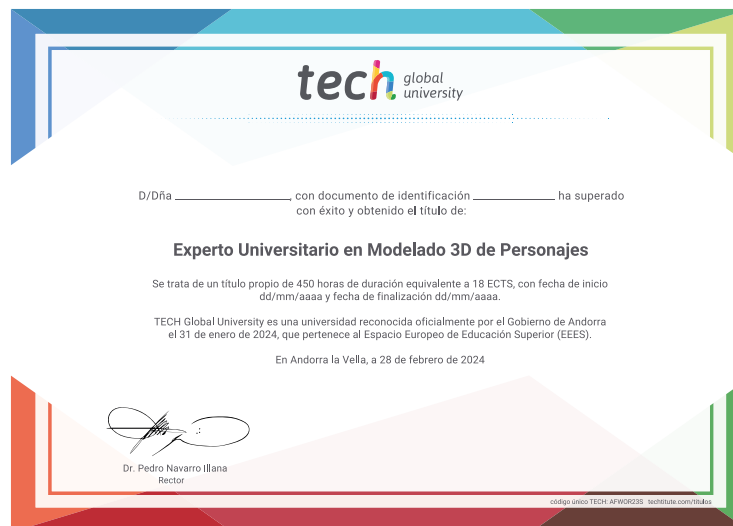 tech global
university
D/Dña ____________________, con documento de identificación ______________ ha superado
con éxito y obtenido el título de:
Experto Universitario en Modelado 3D de Personajes
Se trata de un título propio de 450 horas de duración equivalente a 18 ECTS, con fecha de inicio
dd/mm/aaaa y fecha de finalización dd/mm/aaaa.
TECH Global University es una universidad reconocida oficialmente por el Gobierno de Andorra
el 31 de enero de 2024, que pertenece al Espacio Europeo de Educación Superior (EEES).
En Andorra la Vella, a 28 de febrero de 2024
Dr. Pedro Navarro Illana
Rector
código único TECH: AFWOR23S techtitute.com/titulos